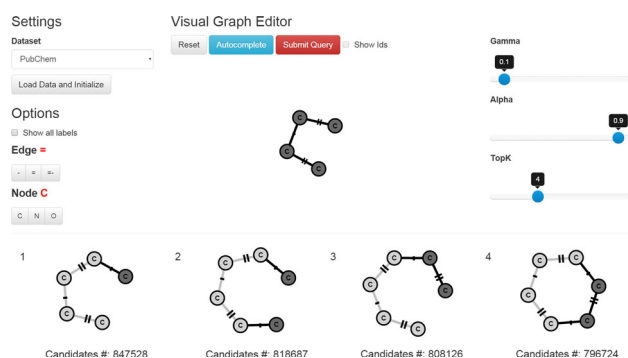 Settings
Visual Graph Editor
Dataset
Reset Autocomplete Submit Query Show Ids
Gamma
PubChem
0.1
Load Data and Initialize
Alpha
0.9
Options
Show all labels
Edge =
TopK
- = =-
4
Node C
C N O
C C
C C
1 2 3 4
C C C C
C C C C C C
C C C C C C
C C C C C C
Candidates #: 847528 Candidates #: 818687 Candidates #: 808126 Candidates #: 796724